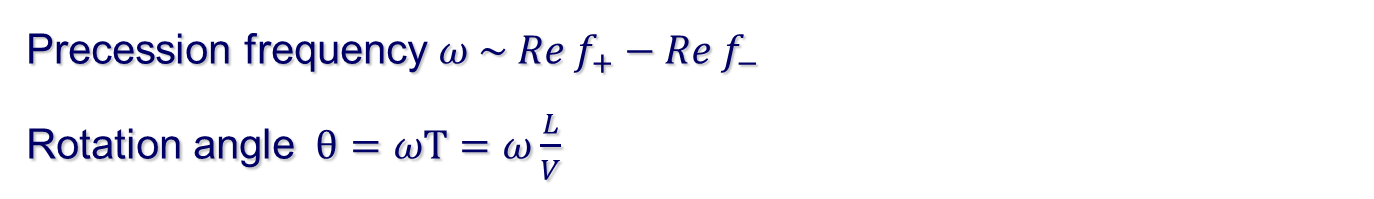 Precession frequency ω ~ Re f₊ − Re f₋
Rotation angle θ = ωT = ω L/V